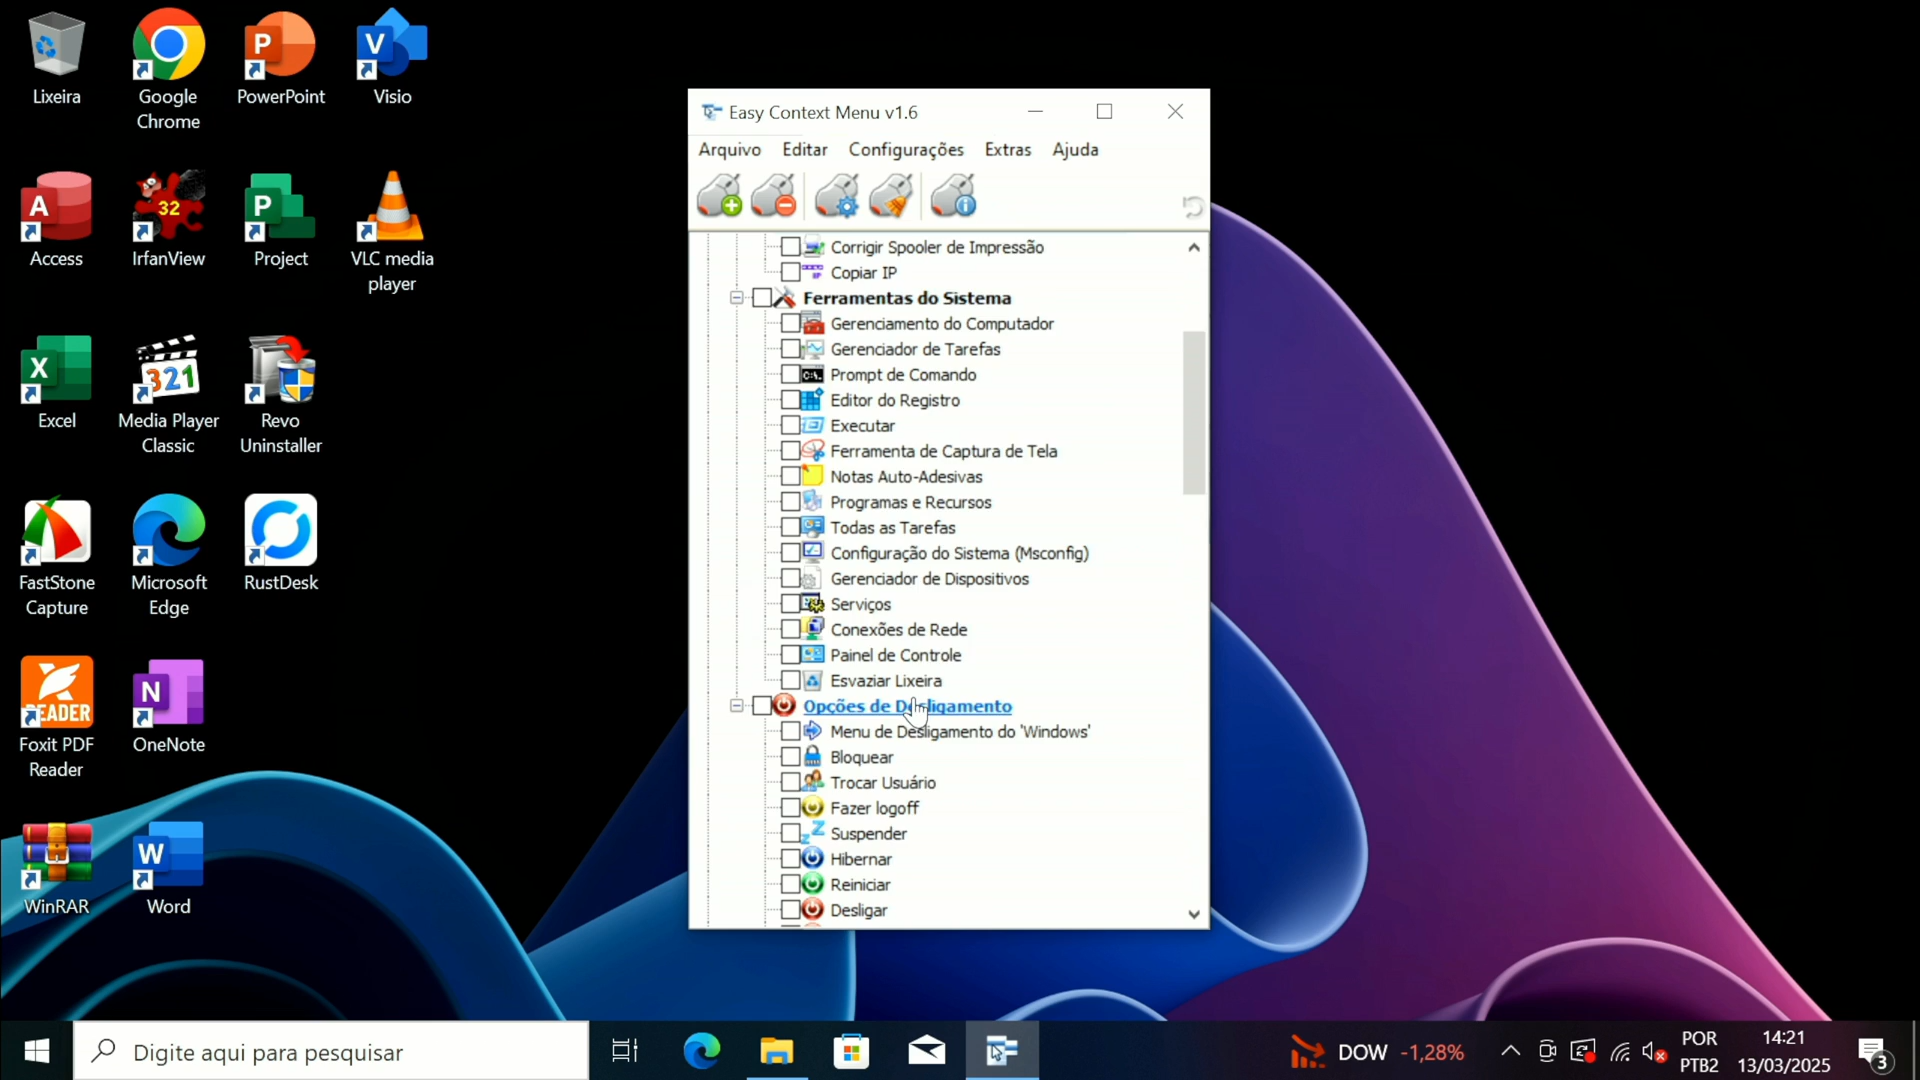 Lixeira
Google
Chrome
PowerPoint
Visio
Access
IrfanView
Project
VLC media
player
Excel
Media Player
Classic
Revo
Uninstaller
FastStone
Capture
Microsoft
Edge
RustDesk
Foxit PDF
Reader
OneNote
WinRAR
Word
P
V
A
32
P
X
321
READER
N
W
Easy Context Menu v1.6
Arquivo Editar Configurações Extras Ajuda
Corrigir Spooler de Impressão
IP Copiar IP
Ferramentas do Sistema
Gerenciamento do Computador
Gerenciador de Tarefas
C:\. Prompt de Comando
Editor do Registro
Executar
Ferramenta de Captura de Tela
Notas Auto-Adesivas
Programas e Recursos
Todas as Tarefas
Configuração do Sistema (Msconfig)
Gerenciador de Dispositivos
Serviços
Conexões de Rede
Painel de Controle
Esvaziar Lixeira
Opções de Desligamento
Menu de Desligamento do 'Windows'
Bloquear
Trocar Usuário
Fazer logoff
Suspender
Hibernar
Reiniciar
Desligar
Digite aqui para pesquisar
DOW -1,28%
POR
PTB2
14:21
13/03/2025
3